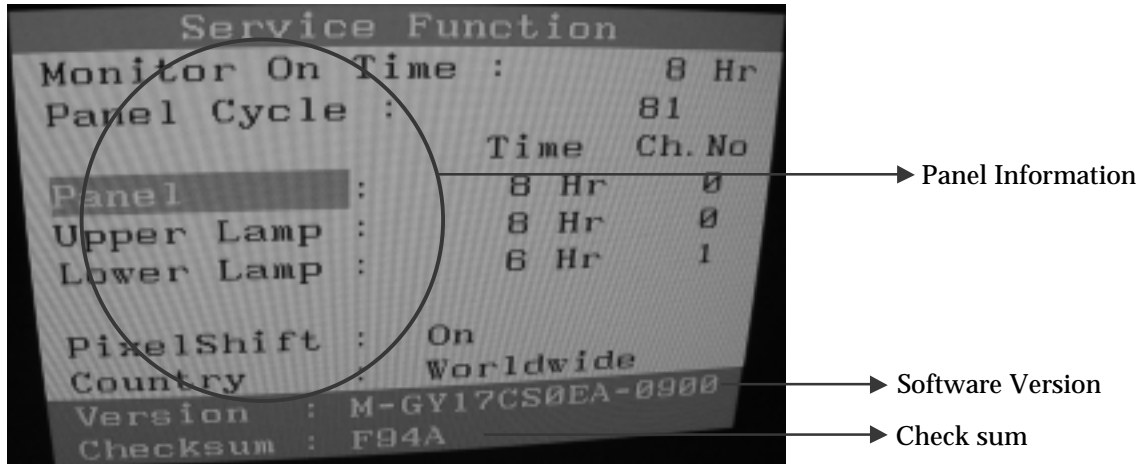 Service Function
Monitor On Time : 8 Hr
Panel Cycle : 81
Time Ch. No
Panel : 8 Hr 0
Upper Lamp : 8 Hr 0
Lower Lamp : 6 Hr 1
PixelShift : On
Country : Worldwide
Version : M-GY17CS0EA-0900
Checksum : F94A
Panel Information
Software Version
Check sum